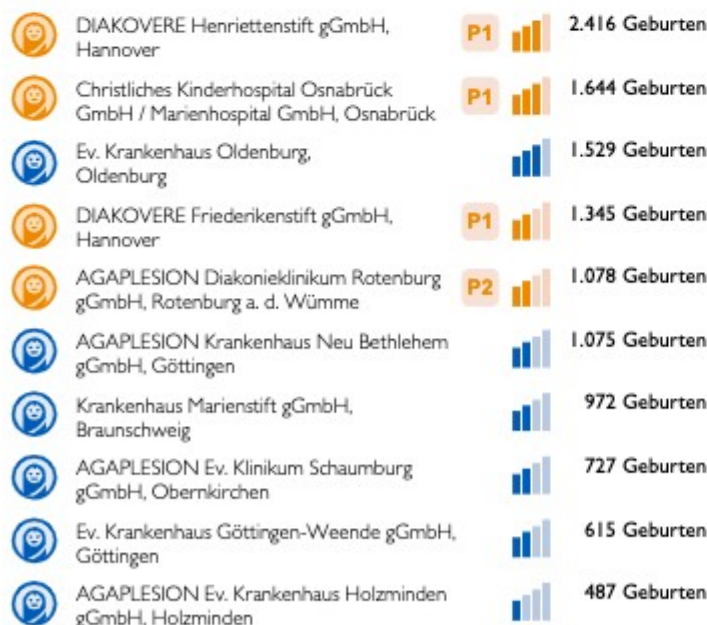 DIAKOVERE Henriettenstift gGmbH,
Hannover
P1
2.416 Geburten
Christliches Kinderhospital Osnabrück
GmbH / Marienhospital GmbH, Osnabrück
P1
1.644 Geburten
Ev. Krankenhaus Oldenburg,
Oldenburg
1.529 Geburten
DIAKOVERE Friederikenstift gGmbH,
Hannover
P1
1.345 Geburten
AGAPLESION Diakonieklinikum Rotenburg
gGmbH, Rotenburg a. d. Wümme
P2
1.078 Geburten
AGAPLESION Krankenhaus Neu Bethlehem
gGmbH, Göttingen
1.075 Geburten
Krankenhaus Marienstift gGmbH,
Braunschweig
972 Geburten
AGAPLESION Ev. Klinikum Schaumburg
gGmbH, Obernkirchen
727 Geburten
Ev. Krankenhaus Göttingen-Weende gGmbH,
Göttingen
615 Geburten
AGAPLESION Ev. Krankenhaus Holzminden
gGmbH, Holzminden
487 Geburten